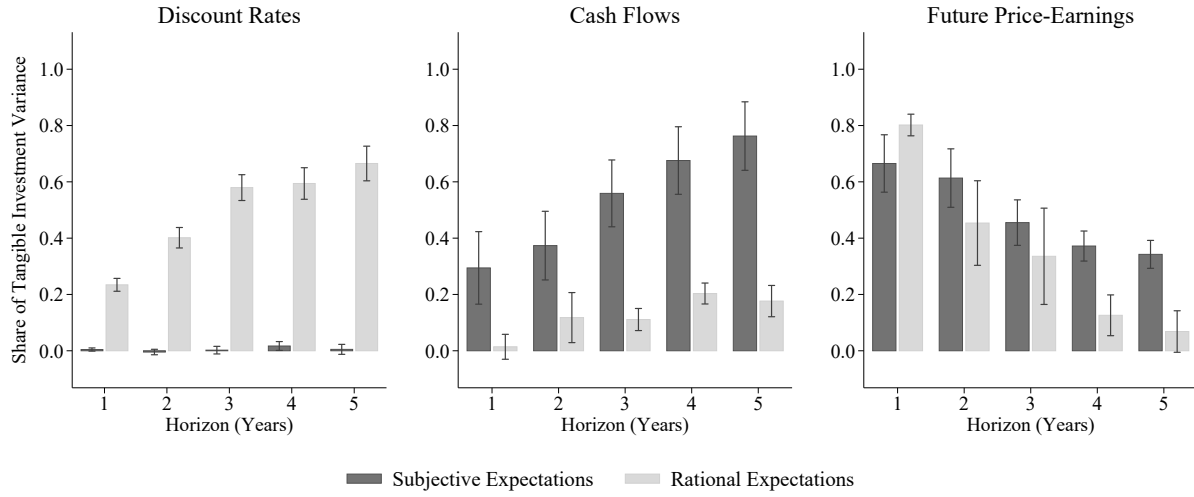 Discount Rates
Cash Flows
Future Price-Earnings
Share of Tangible Investment Variance
1.0
0.8
0.6
0.4
0.2
0.0
1 2 3 4 5
Horizon (Years)
1.0
0.8
0.6
0.4
0.2
0.0
1 2 3 4 5
Horizon (Years)
1.0
0.8
0.6
0.4
0.2
0.0
1 2 3 4 5
Horizon (Years)
Subjective Expectations
Rational Expectations